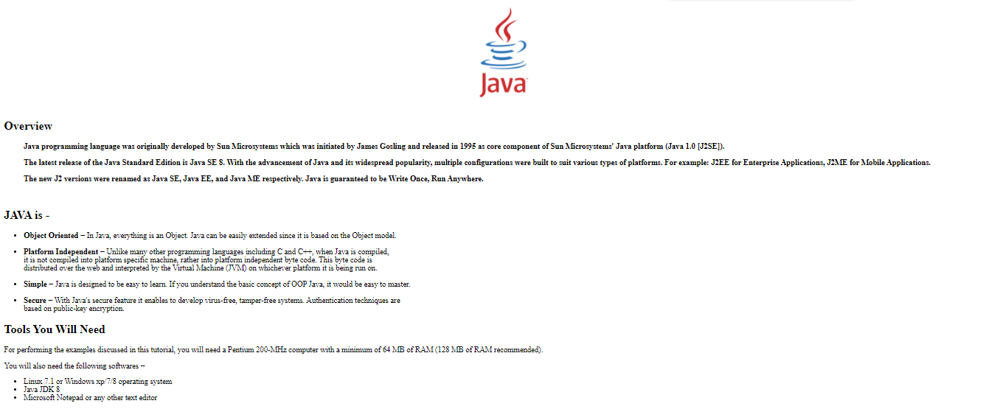 Java
Overview
Java programming language was originally developed by Sun Microsystems which was initiated by James Gosling and released in 1995 as core component of Sun Microsystems' Java platform (Java 1.0 [J2SE]).
The latest release of the Java Standard Edition is Java SE 8. With the advancement of Java and its widespread popularity, multiple configurations were built to suit various types of platforms. For example: J2EE for Enterprise Applications, J2ME for Mobile Applications.
The new J2 versions were renamed as Java SE, Java EE, and Java ME respectively. Java is guaranteed to be Write Once, Run Anywhere.
JAVA is -
• Object Oriented – In Java, everything is an Object. Java can be easily extended since it is based on the Object model.
• Platform Independent – Unlike many other programming languages including C and C++, when Java is compiled,
it is not compiled into platform specific machine, rather into platform independent byte code. This byte code is
distributed over the web and interpreted by the Virtual Machine (JVM) on whichever platform it is being run on.
• Simple – Java is designed to be easy to learn. If you understand the basic concept of OOP Java, it would be easy to master.
• Secure – With Java's secure feature it enables to develop virus-free, tamper-free systems. Authentication techniques are
based on public-key encryption.
Tools You Will Need
For performing the examples discussed in this tutorial, you will need a Pentium 200-MHz computer with a minimum of 64 MB of RAM (128 MB of RAM recommended).
You will also need the following softwares –
• Linux 7.1 or Windows xp/7/8 operating system
• Java JDK 8
• Microsoft Notepad or any other text editor